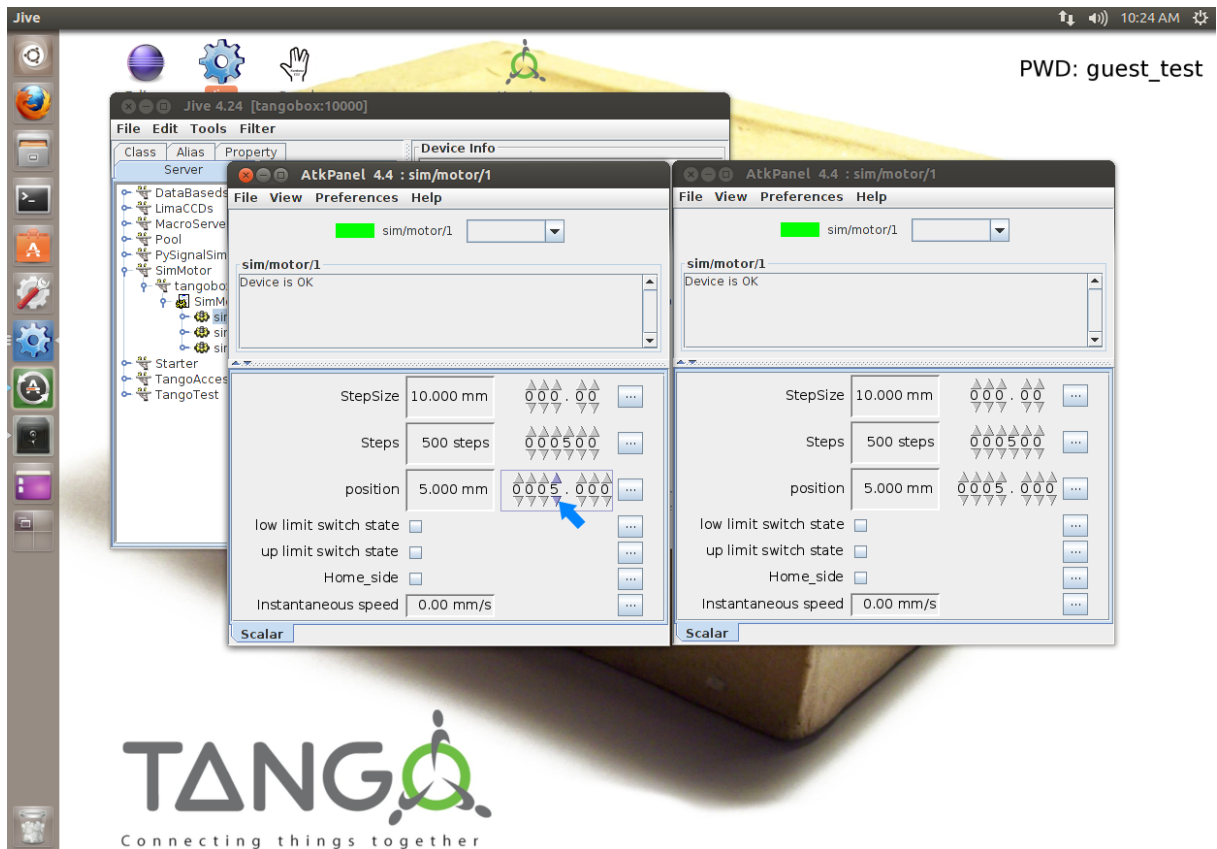 Jive
10:24 AM
PWD: guest_test
Jive 4.24 [tangobox:10000]
File Edit Tools Filter
Class Alias Property
Server
Device Info
DataBaseds
LimaCCDs
MacroServe
Pool
PySignalSim
SimMotor
tangobo
SimMo
sir
sir
sir
Starter
TangoAcces
TangoTest
AtkPanel 4.4 : sim/motor/1
File View Preferences Help
sim/motor/1
sim/motor/1
Device is OK
StepSize 10.000 mm 000.00 ...
Steps 500 steps 000500 ...
position 5.000 mm 0005.000 ...
low limit switch state ...
up limit switch state ...
Home_side ...
Instantaneous speed 0.00 mm/s ...
Scalar
AtkPanel 4.4 : sim/motor/1
File View Preferences Help
sim/motor/1
sim/motor/1
Device is OK
StepSize 10.000 mm 000.00 ...
Steps 500 steps 000500 ...
position 5.000 mm 0005.000 ...
low limit switch state ...
up limit switch state ...
Home_side ...
Instantaneous speed 0.00 mm/s ...
Scalar
TANGO
Connecting things together